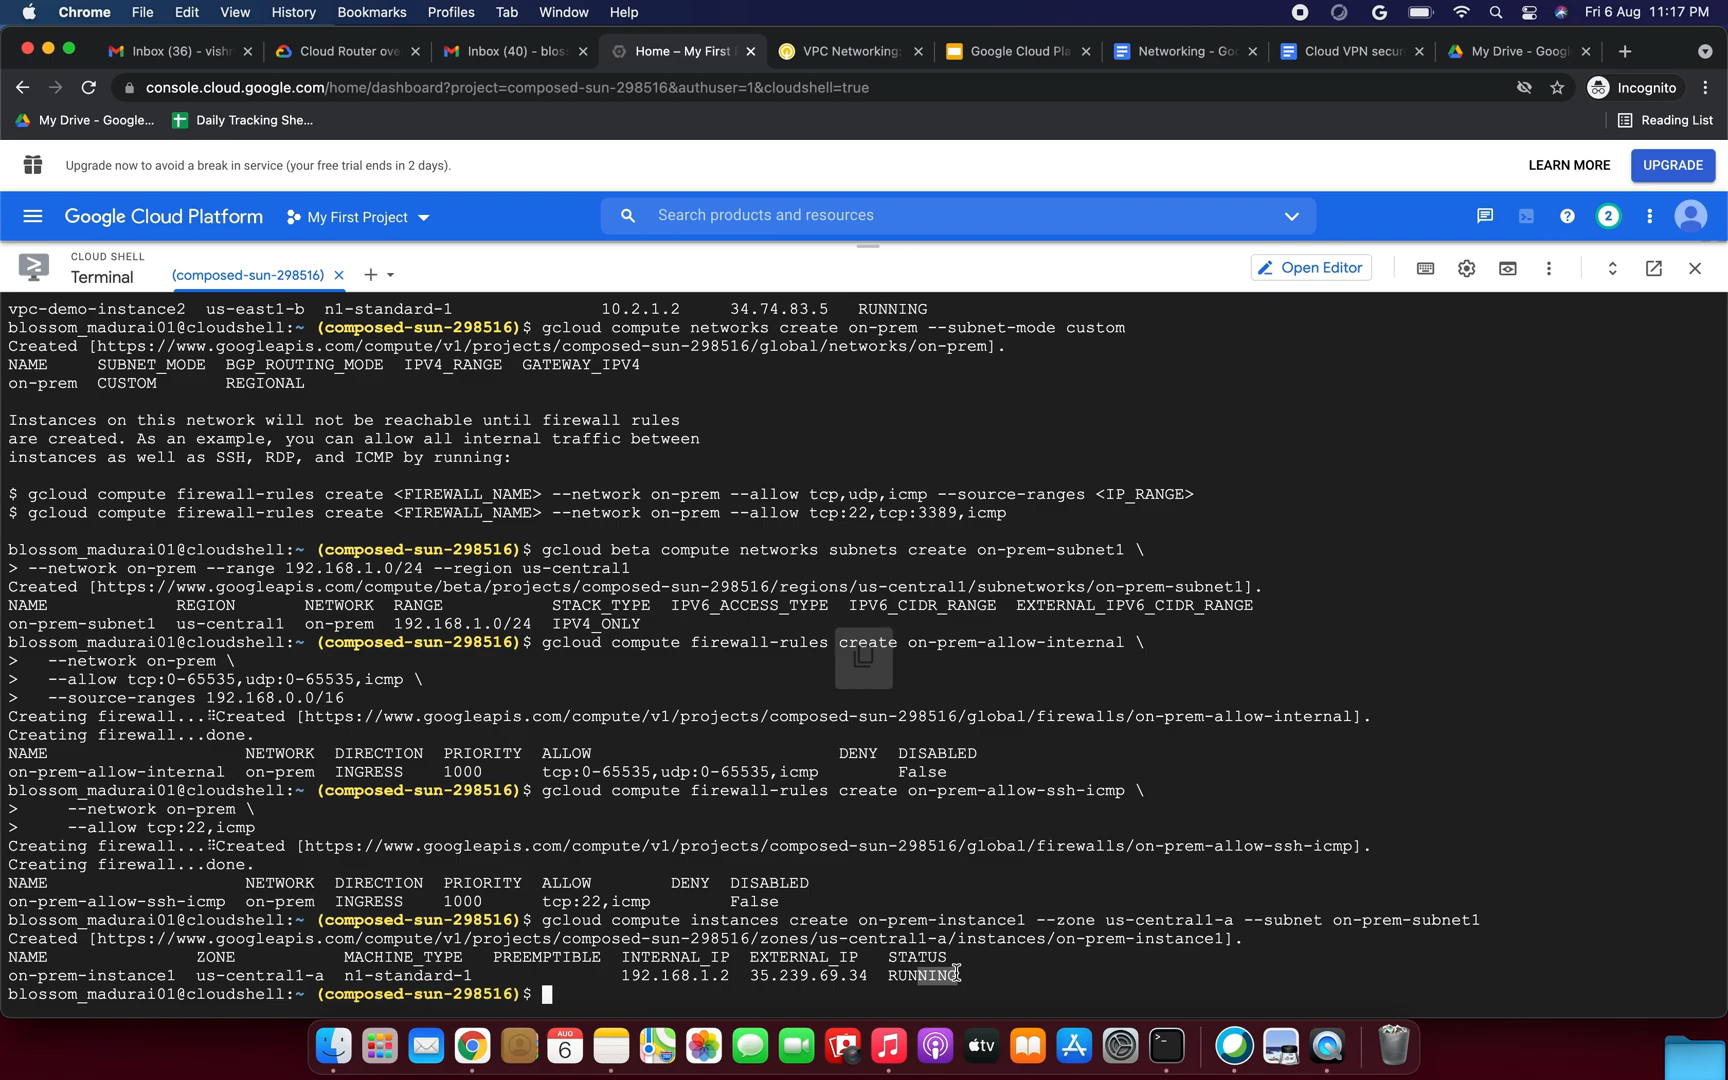 Chrome File Edit View History Bookmarks Profiles Tab Window Help Fri 6 Aug 11:17 PM
Inbox (36) - vishn Cloud Router ove Inbox (40) - blos Home – My First VPC Networking: Google Cloud Pla Networking - Go Cloud VPN secur My Drive - Googl
console.cloud.google.com/home/dashboard?project=composed-sun-298516&authuser=1&cloudshell=true Incognito
My Drive - Google... Daily Tracking She... Reading List
Upgrade now to avoid a break in service (your free trial ends in 2 days). LEARN MORE UPGRADE
Google Cloud Platform My First Project Search products and resources 2
CLOUD SHELL
Terminal (composed-sun-298516) Open Editor
vpc-demo-instance2 us-east1-b n1-standard-1 10.2.1.2 34.74.83.5 RUNNING
blossom_madurai01@cloudshell:~ (composed-sun-298516)$ gcloud compute networks create on-prem --subnet-mode custom
Created [https://www.googleapis.com/compute/v1/projects/composed-sun-298516/global/networks/on-prem].
NAME SUBNET_MODE BGP_ROUTING_MODE IPV4_RANGE GATEWAY_IPV4
on-prem CUSTOM REGIONAL
Instances on this network will not be reachable until firewall rules
are created. As an example, you can allow all internal traffic between
instances as well as SSH, RDP, and ICMP by running:
$ gcloud compute firewall-rules create <FIREWALL_NAME> --network on-prem --allow tcp,udp,icmp --source-ranges <IP_RANGE>
$ gcloud compute firewall-rules create <FIREWALL_NAME> --network on-prem --allow tcp:22,tcp:3389,icmp
blossom_madurai01@cloudshell:~ (composed-sun-298516)$ gcloud beta compute networks subnets create on-prem-subnet1 \
> --network on-prem --range 192.168.1.0/24 --region us-central1
Created [https://www.googleapis.com/compute/beta/projects/composed-sun-298516/regions/us-central1/subnetworks/on-prem-subnet1].
NAME REGION NETWORK RANGE STACK_TYPE IPV6_ACCESS_TYPE IPV6_CIDR_RANGE EXTERNAL_IPV6_CIDR_RANGE
on-prem-subnet1 us-central1 on-prem 192.168.1.0/24 IPV4_ONLY
blossom_madurai01@cloudshell:~ (composed-sun-298516)$ gcloud compute firewall-rules create on-prem-allow-internal \
> --network on-prem \
> --allow tcp:0-65535,udp:0-65535,icmp \
> --source-ranges 192.168.0.0/16
Creating firewall...⠿Created [https://www.googleapis.com/compute/v1/projects/composed-sun-298516/global/firewalls/on-prem-allow-internal].
Creating firewall...done.
NAME NETWORK DIRECTION PRIORITY ALLOW DENY DISABLED
on-prem-allow-internal on-prem INGRESS 1000 tcp:0-65535,udp:0-65535,icmp False
blossom_madurai01@cloudshell:~ (composed-sun-298516)$ gcloud compute firewall-rules create on-prem-allow-ssh-icmp \
> --network on-prem \
> --allow tcp:22,icmp
Creating firewall...⠿Created [https://www.googleapis.com/compute/v1/projects/composed-sun-298516/global/firewalls/on-prem-allow-ssh-icmp].
Creating firewall...done.
NAME NETWORK DIRECTION PRIORITY ALLOW DENY DISABLED
on-prem-allow-ssh-icmp on-prem INGRESS 1000 tcp:22,icmp False
blossom_madurai01@cloudshell:~ (composed-sun-298516)$ gcloud compute instances create on-prem-instance1 --zone us-central1-a --subnet on-prem-subnet1
Created [https://www.googleapis.com/compute/v1/projects/composed-sun-298516/zones/us-central1-a/instances/on-prem-instance1].
NAME ZONE MACHINE_TYPE PREEMPTIBLE INTERNAL_IP EXTERNAL_IP STATUS
on-prem-instance1 us-central1-a n1-standard-1 192.168.1.2 35.239.69.34 RUNNING
blossom_madurai01@cloudshell:~ (composed-sun-298516)$
AUG
6
tv